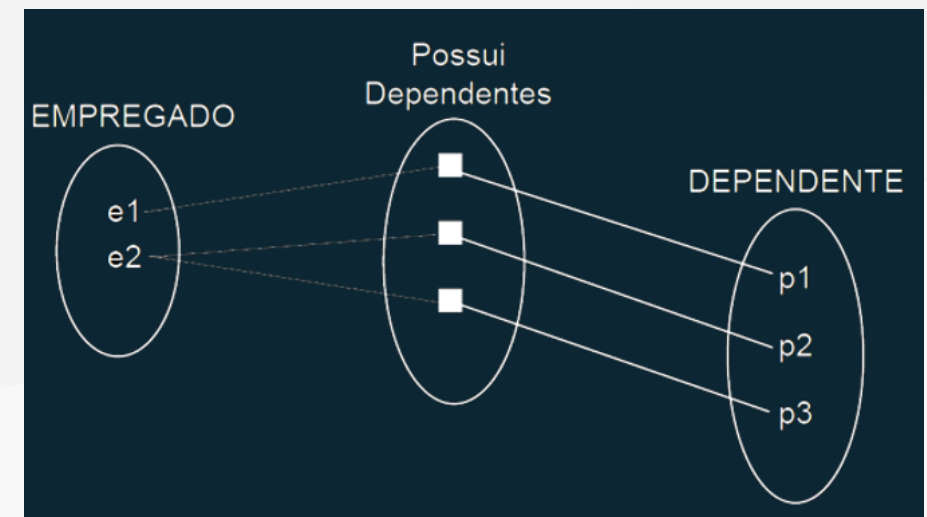 Possui
Dependentes
EMPREGADO
DEPENDENTE
e1
e2
p1
p2
p3